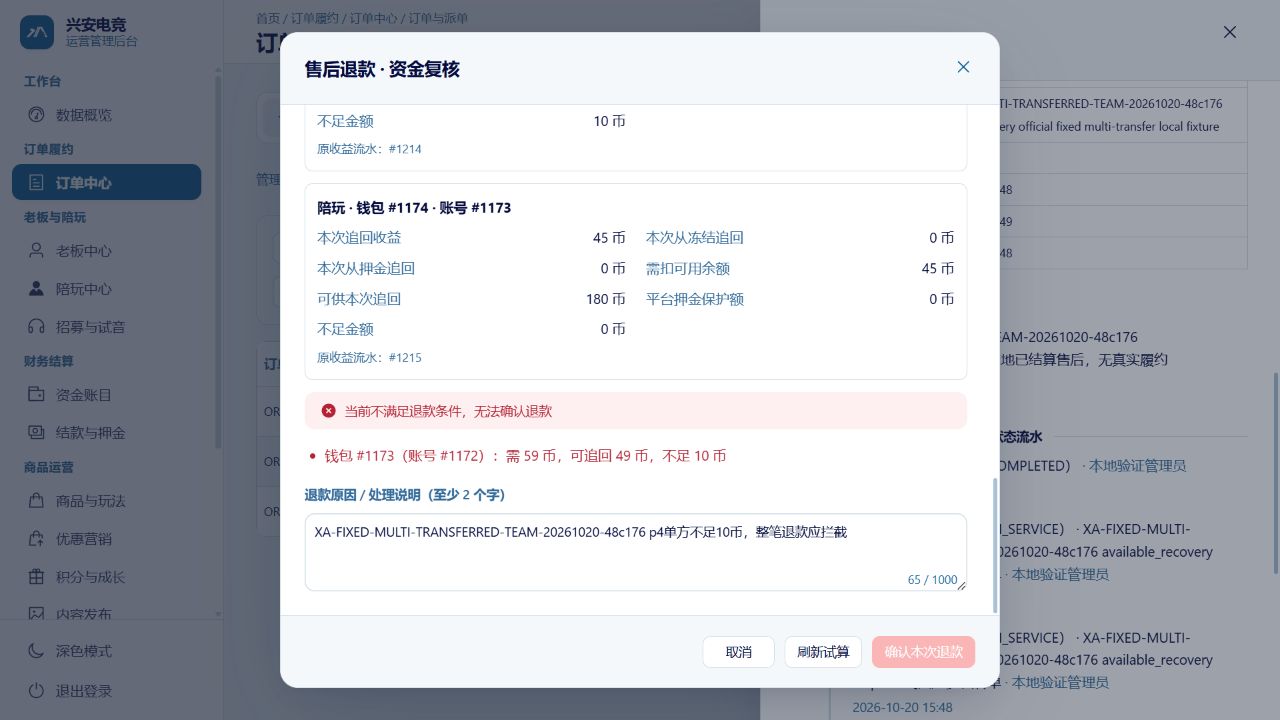 兴安电竞
运营管理后台
工作台
数据概览
订单履约
订单中心
老板与陪玩
老板中心
陪玩中心
招募与试音
财务结算
资金账目
结款与押金
商品运营
商品与玩法
优惠营销
积分与成长
内容发布
深色模式
退出登录
首页 / 订单履约 / 订单中心 / 订单与派单
管理
售后退款 · 资金复核
不足金额 10 币
原收益流水：#1214
陪玩 · 钱包 #1174 · 账号 #1173
本次追回收益 45 币 本次从冻结追回 0 币
本次从押金追回 0 币 需扣可用余额 45 币
可供本次追回 180 币 平台押金保护额 0 币
不足金额 0 币
原收益流水：#1215
当前不满足退款条件，无法确认退款
钱包 #1173（账号 #1172）：需 59 币，可追回 49 币，不足 10 币
退款原因 / 处理说明（至少 2 个字）
XA-FIXED-MULTI-TRANSFERRED-TEAM-20261020-48c176 p4单方不足10币，整笔退款应拦截
65 / 1000
取消 刷新试算 确认本次退款
TI-TRANSFERRED-TEAM-20261020-48c176
ery official fixed multi-transfer local fixture
48
49
48
AM-20261020-48c176
地已结算售后，无真实履约
状态流水
OMPLETED） · 本地验证管理员
_SERVICE） · XA-FIXED-MULTI-
0261020-48c176 available_recovery
· 本地验证管理员
_SERVICE） · XA-FIXED-MULTI-
0261020-48c176 available_recovery
· 本地验证管理员
2026-10-20 15:48